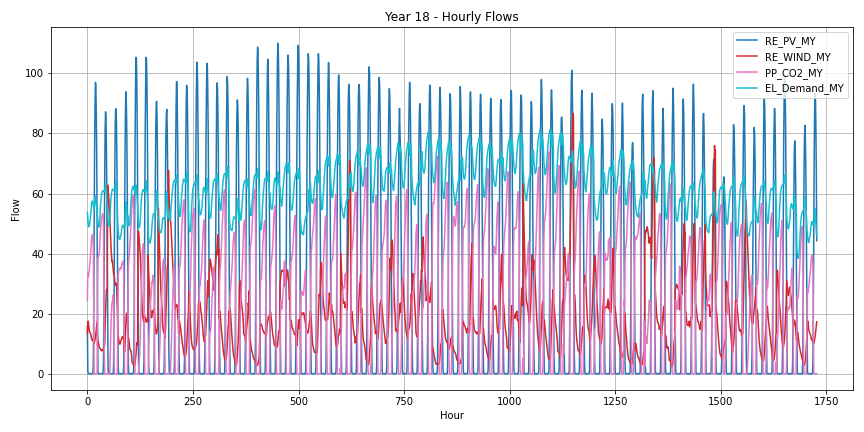 Year 18 - Hourly Flows
RE_PV_MY
RE_WIND_MY
PP_CO2_MY
EL_Demand_MY
100
80
60
40
20
0
Flow
0 250 500 750 1000 1250 1500 1750
Hour